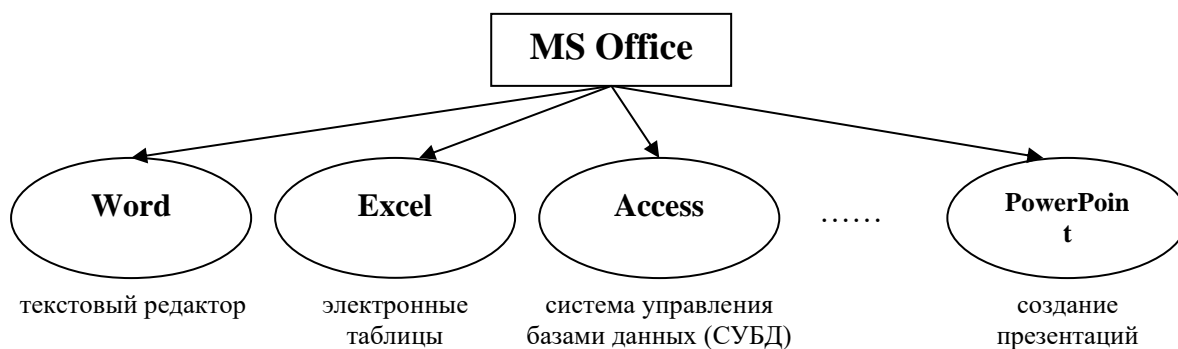 MS Office
Word
Excel
Access
……
PowerPoin
t
текстовый редактор
электронные
таблицы
система управления
базами данных (СУБД)
создание
презентаций